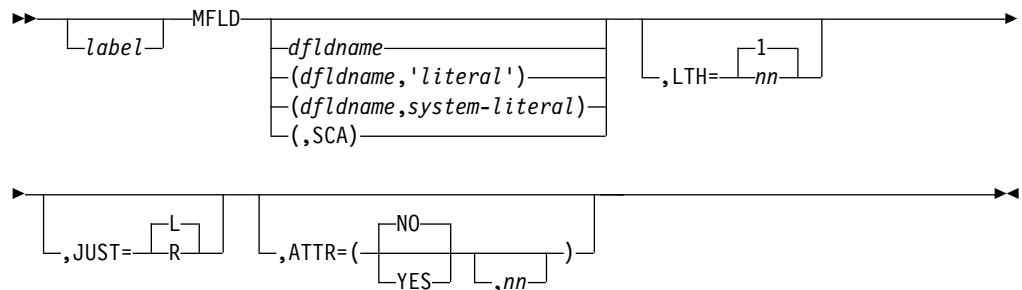 label MFLD dfldname
(dfldname,'literal')
(dfldname,system-literal)
(,SCA)
,LTH= 1
nn
,JUST= L
R
,ATTR=( NO
YES ,nn )